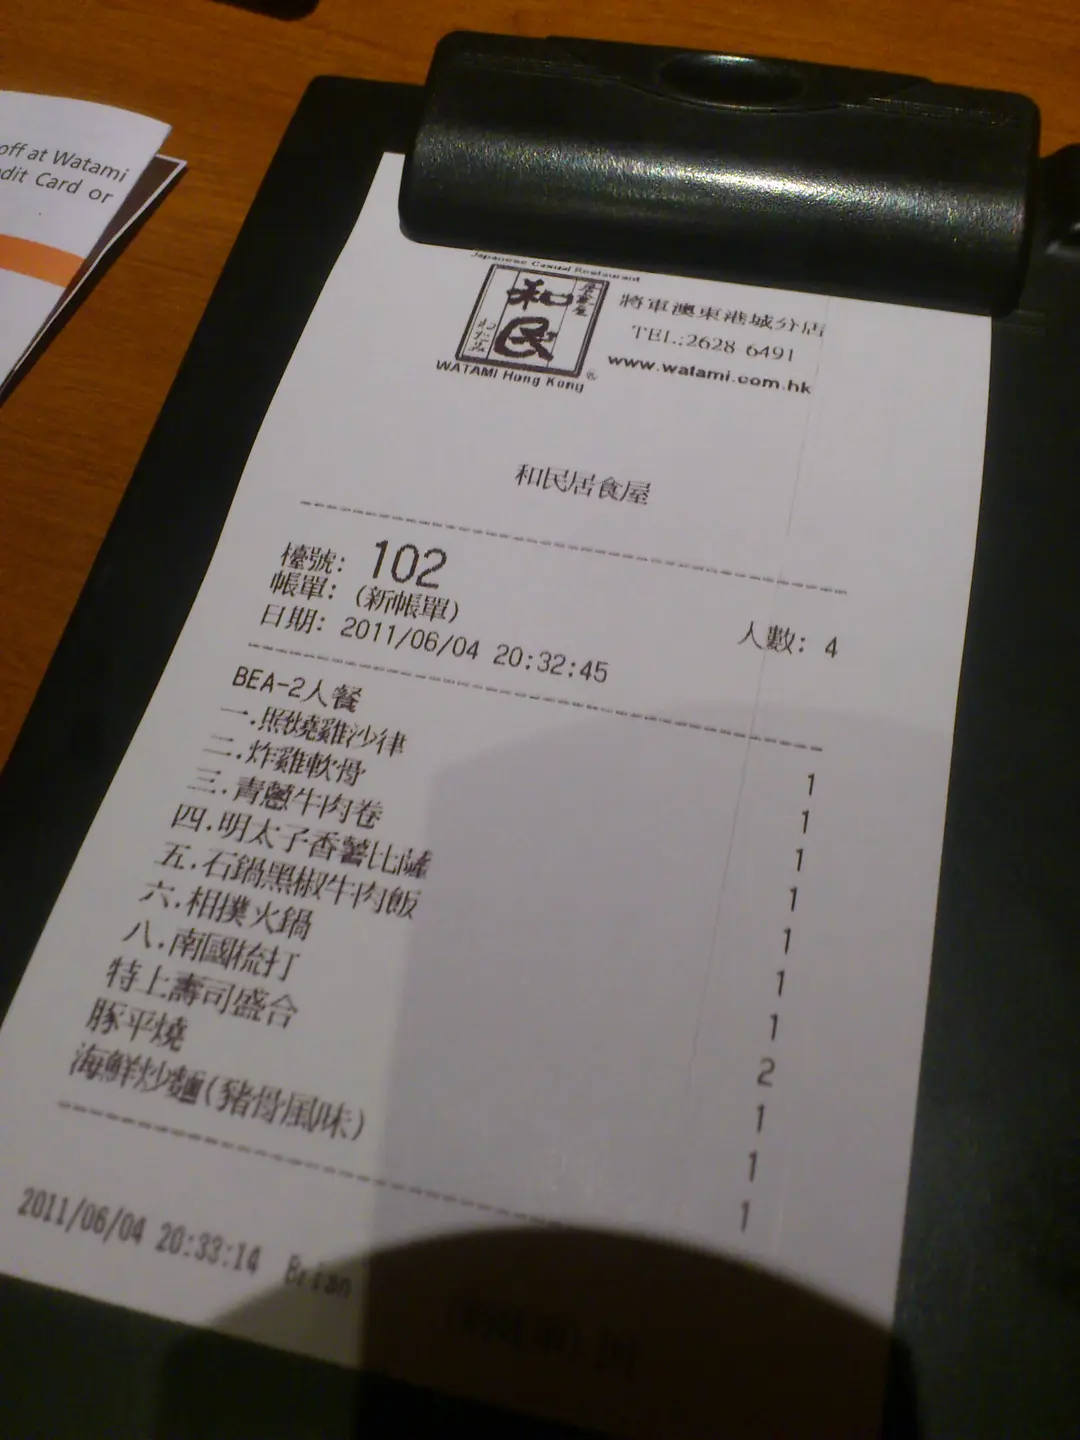 off at Watami
dit Card or
Japanese Casual Restaurant
和民
居食屋
WATAMI Hong Kong
®
將軍澳東港城分店
TEL:2628 6491
www.watami.com.hk
和民居食屋
檯號: 102
帳單: (新帳單) 人數: 4
日期: 2011/06/04 20:32:45
BEA-2人餐 1
一.照燒雞沙律 1
二.炸雞軟骨 1
三.青蔥牛肉卷 1
四.明太子香薯比薩 1
五.石鍋黑椒牛肉飯 1
六.相撲火鍋 1
八.南國梳打 2
特上壽司盛合 1
豚平燒 1
海鮮炒麵(豬骨風味) 1
2011/06/04 20:33:14 Brian